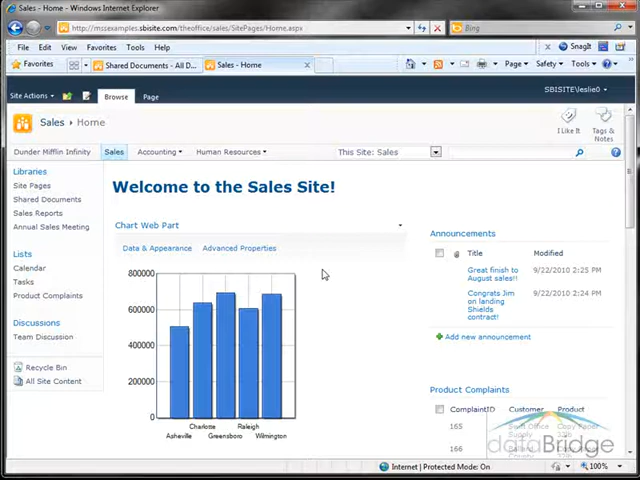 Sales - Home - Windows Internet Explorer
http://mssexamples.sbisite.com/theoffice/sales/SitePages/Home.aspx
Bing
File Edit View Favorites Tools Help
SnagIt
Favorites
Shared Documents - All D...
Sales - Home
Page Safety Tools
Site Actions
Browse
Page
SBISITE\leslie0
Sales Home
I Like It
Tags &
Notes
Dunder Mifflin Infinity
Sales
Accounting
Human Resources
This Site: Sales
Libraries
Site Pages
Shared Documents
Sales Reports
Annual Sales Meeting
Lists
Calendar
Tasks
Product Complaints
Discussions
Team Discussion
Recycle Bin
All Site Content
Welcome to the Sales Site!
Chart Web Part
Data & Appearance Advanced Properties
800000
600000
400000
200000
0
Charlotte Raleigh
Asheville Greensboro Wilmington
Announcements
Title Modified
Great finish to 9/22/2010 2:25 PM
August sales!!
Congrats Jim 9/22/2010 2:24 PM
on landing
Shields
contract!
Add new announcement
Product Complaints
ComplaintID Customer Product
165 Swift Office Copy Paper
Supply
166
dataBridge
Internet | Protected Mode: On
100%